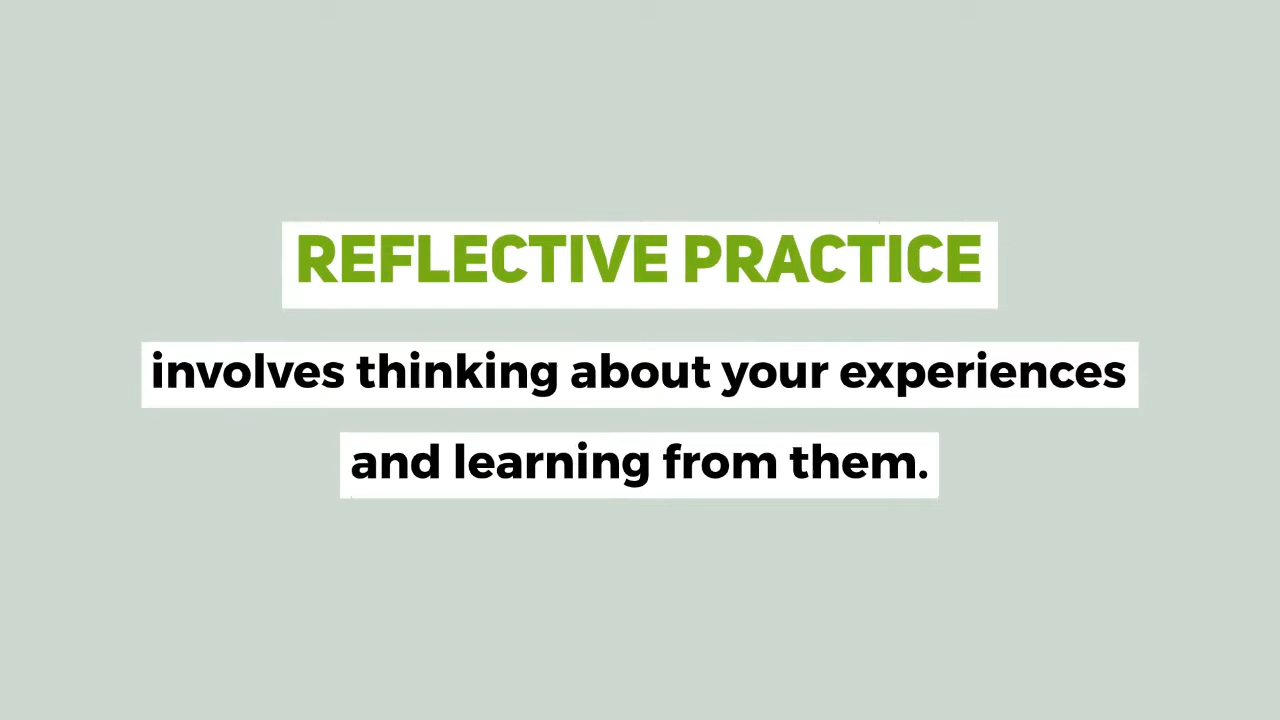 REFLECTIVE PRACTICE
involves thinking about your experiences
and learning from them.